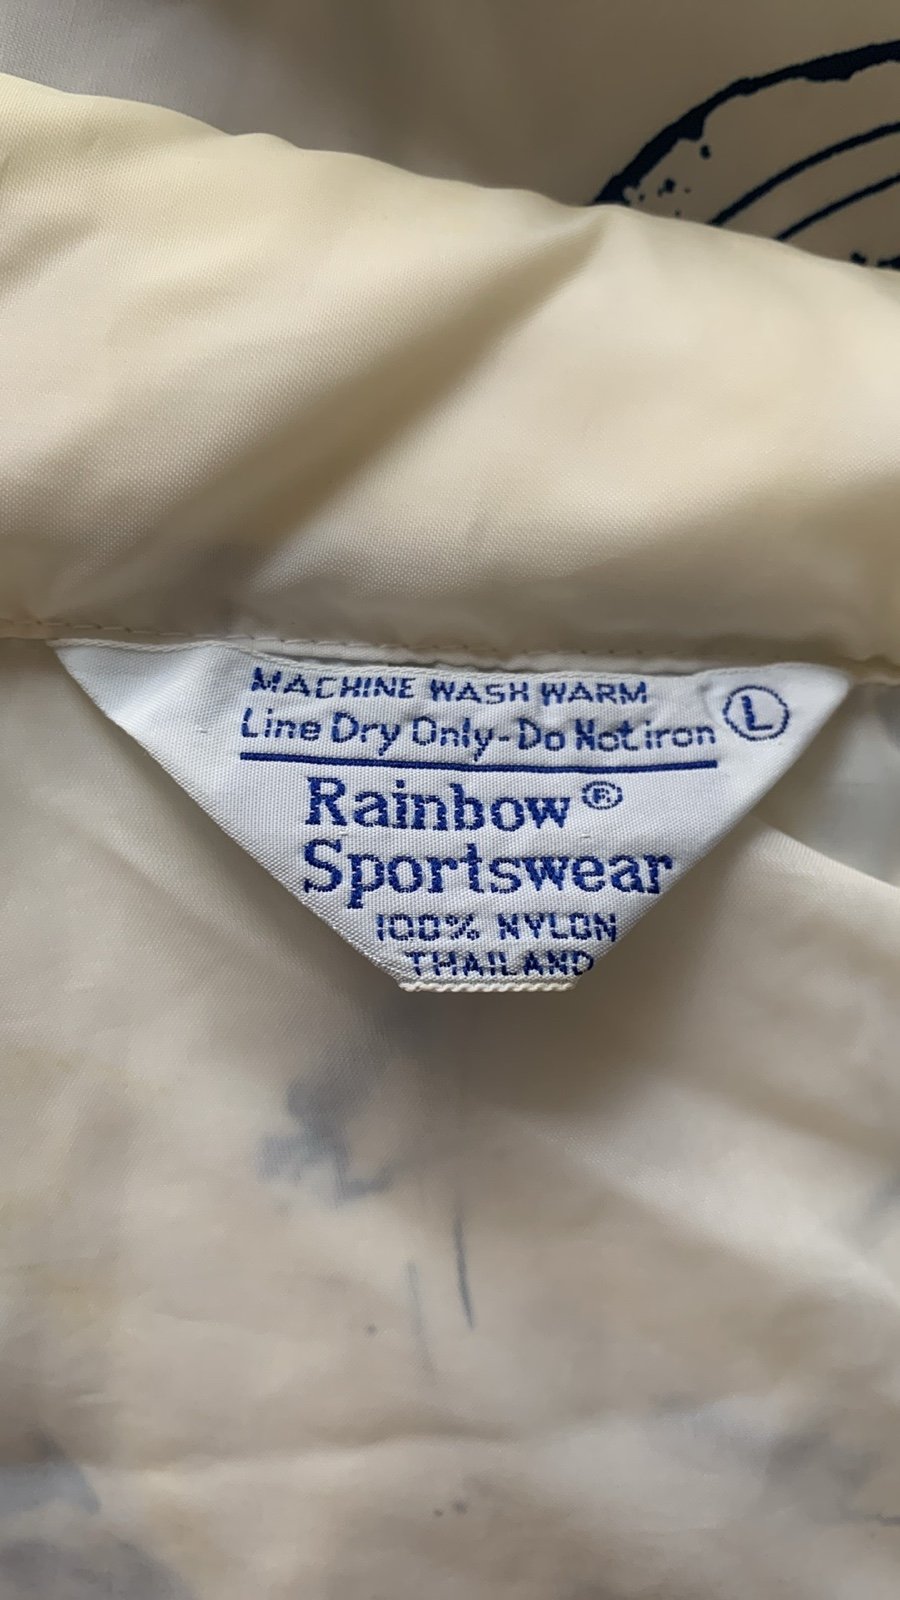 MACHINE WASH WARM
Line Dry Only-Do Not iron
L
Rainbow®
Sportswear
100% NYLON
THAILAND